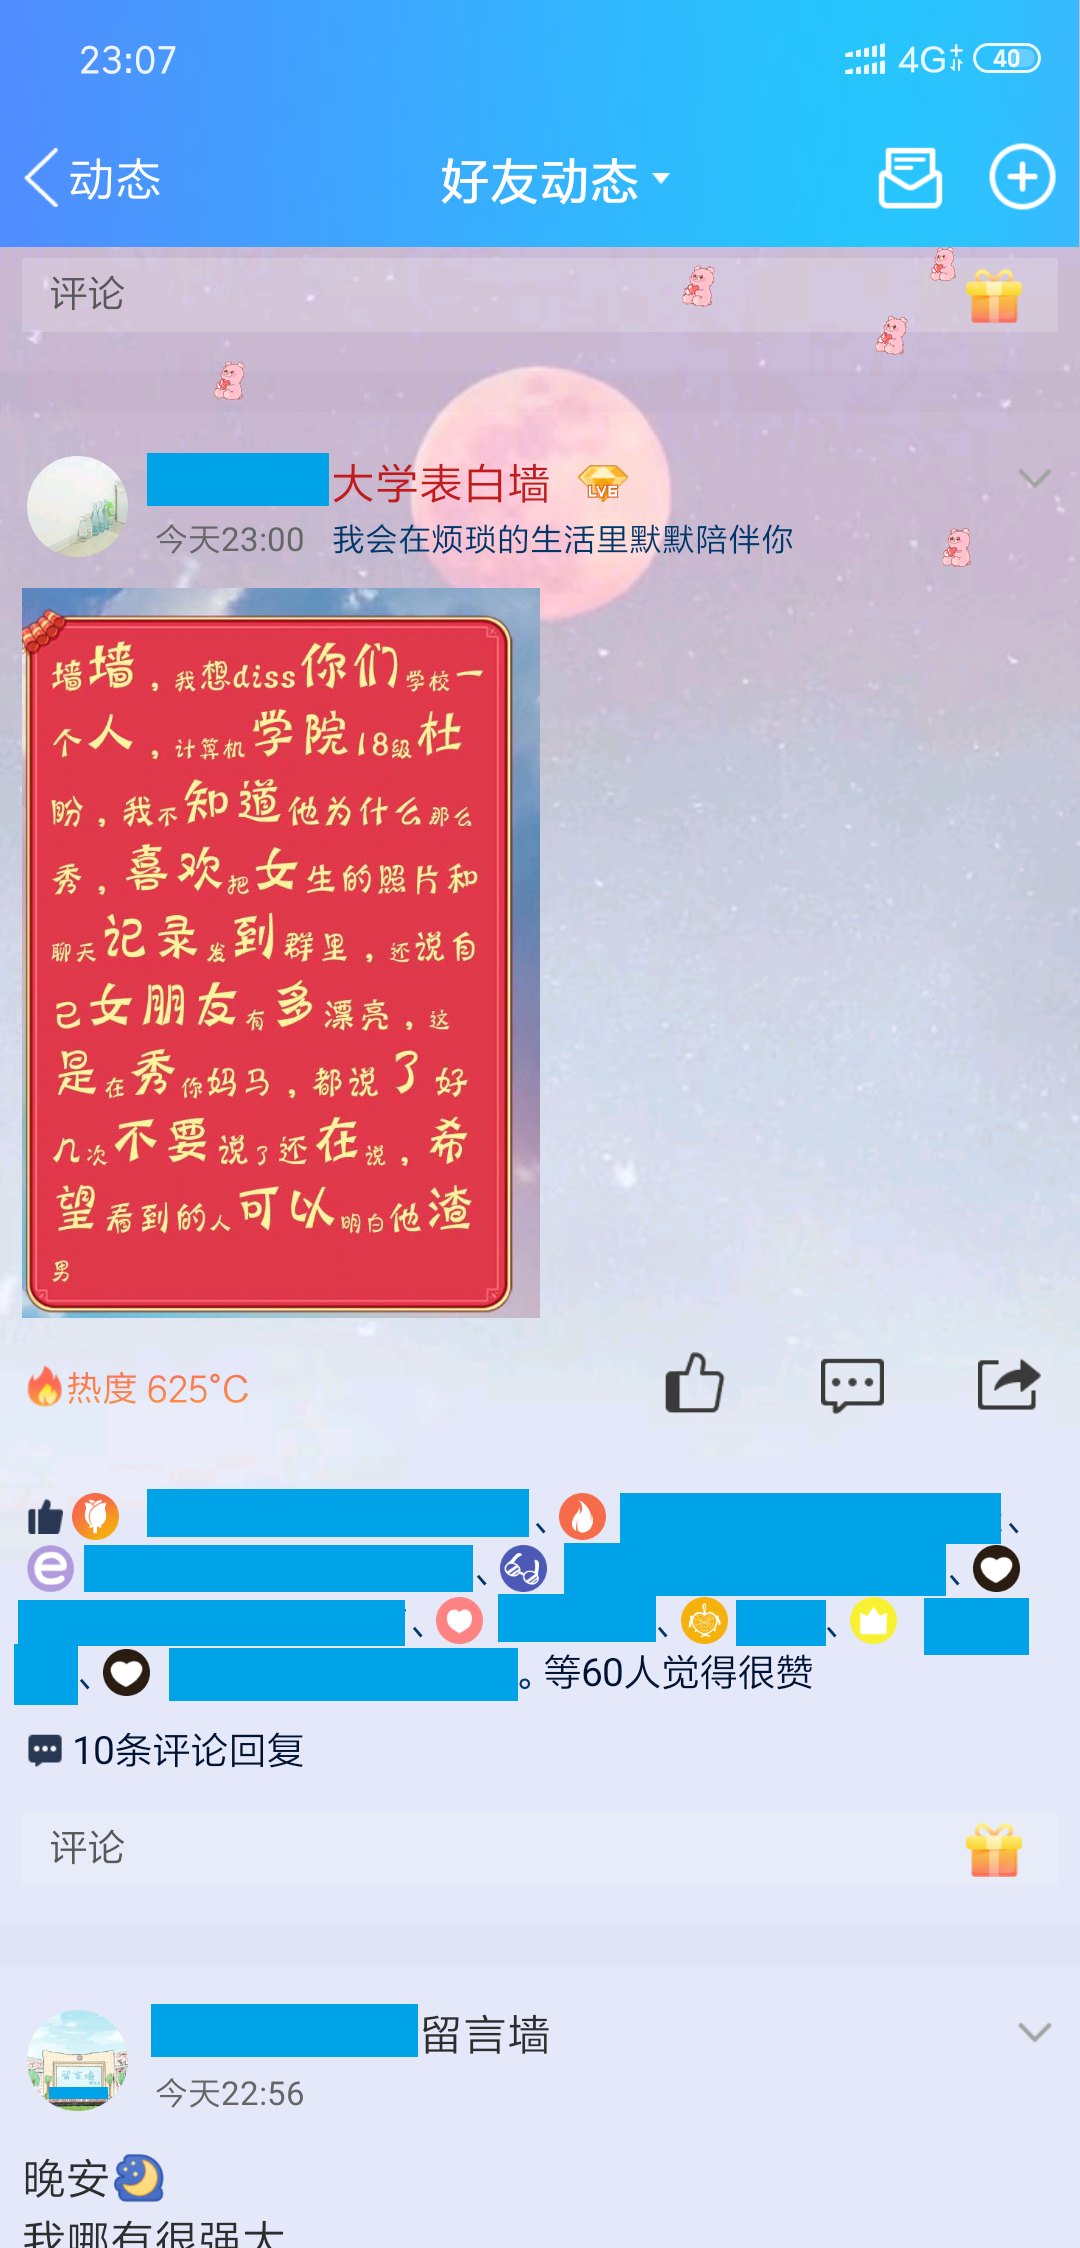 23:07
4G 40
动态
好友动态
评论
大学表白墙
LV6
今天23:00 我会在烦琐的生活里默默陪伴你
墙墙，我想diss你们学校一
个人，计算机学院18级杜
盼，我不知道他为什么那么
秀，喜欢把女生的照片和
聊天记录发到群里，还说自
己女朋友有多漂亮，这
是在秀你妈马，都说了好
几次不要说了还在说，希
望看到的人可以明白他渣
男
热度 625°C
、 、
、 、
、 、 、
、 。等60人觉得很赞
10条评论回复
评论
留言墙
留言墙
今天22:56
晚安
我哪有很强大